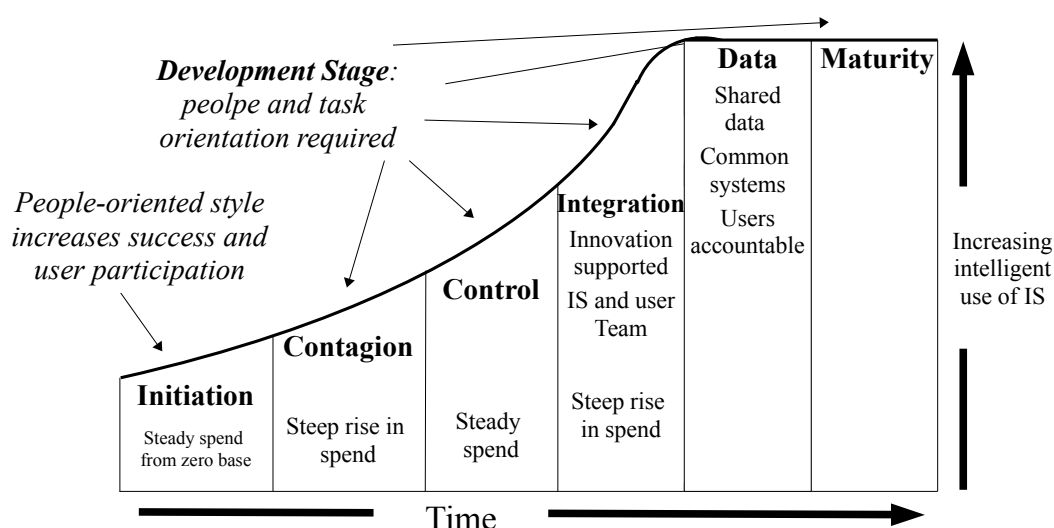 Development Stage:
peolpe and task
orientation required
People-oriented style
increases success and
user participation
Initiation
Steady spend
from zero base
Contagion
Steep rise in
spend
Control
Steady
spend
Integration
Innovation
supported
IS and user
Team
Steep rise
in spend
Data
Shared
data
Common
systems
Users
accountable
Maturity
Increasing
intelligent
use of IS
Time